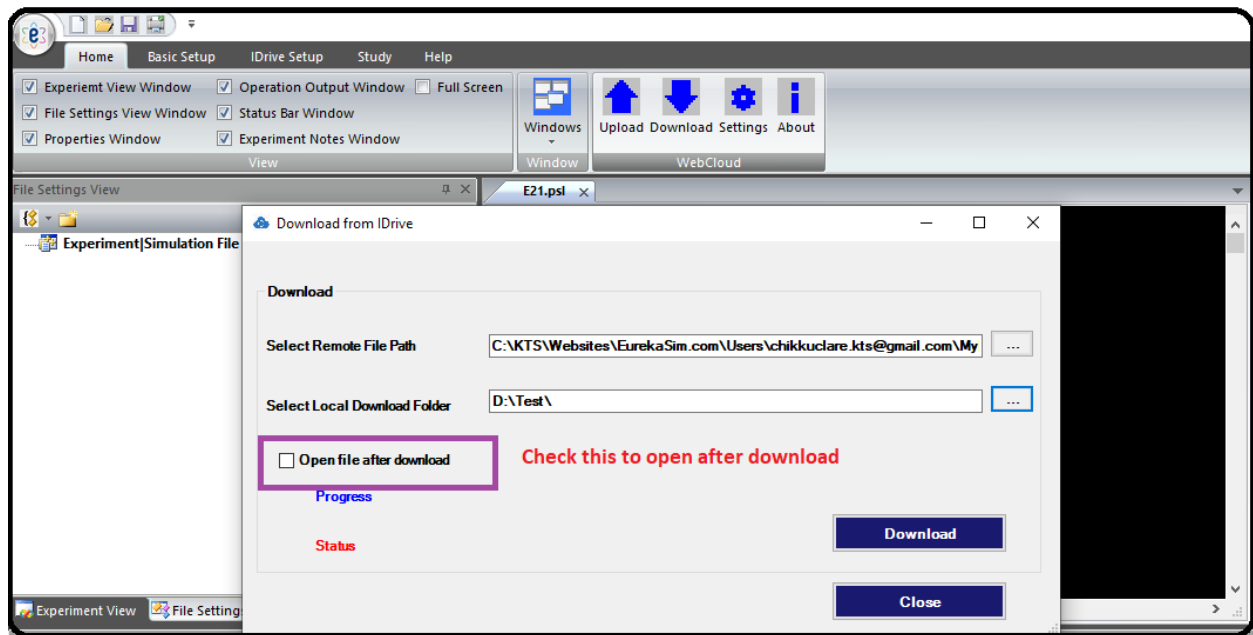 Home Basic Setup IDrive Setup Study Help
Experiemt View Window Operation Output Window Full Screen
File Settings View Window Status Bar Window
Properties Window Experiment Notes Window
Windows Upload Download Settings About
View Window WebCloud
File Settings View E21.psl
Experiment|Simulation File
Download from IDrive
Download
Select Remote File Path C:\KTS\Websites\EurekaSim.com\Users\chikkuclare.kts@gmail.com\My ...
Select Local Download Folder D:\Test\ ...
Open file after download Check this to open after download
Progress
Download
Status
Close
Experiment View File Setting